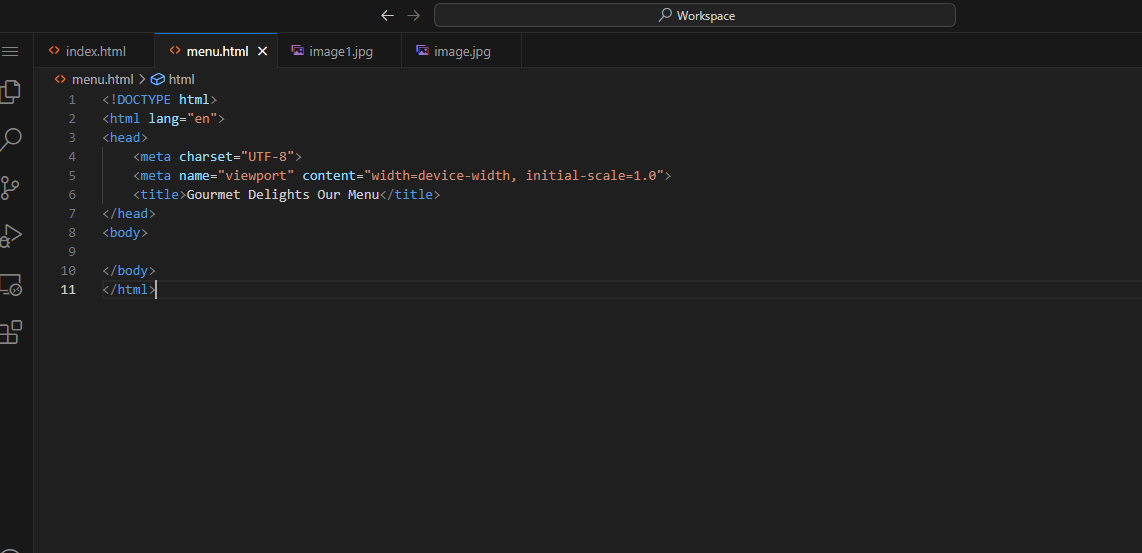 Workspace
index.html menu.html image1.jpg image.jpg
menu.html > html
1 <!DOCTYPE html>
2 <html lang="en">
3 <head>
4     <meta charset="UTF-8">
5     <meta name="viewport" content="width=device-width, initial-scale=1.0">
6     <title>Gourmet Delights Our Menu</title>
7 </head>
8 <body>
9
10 </body>
11 </html>